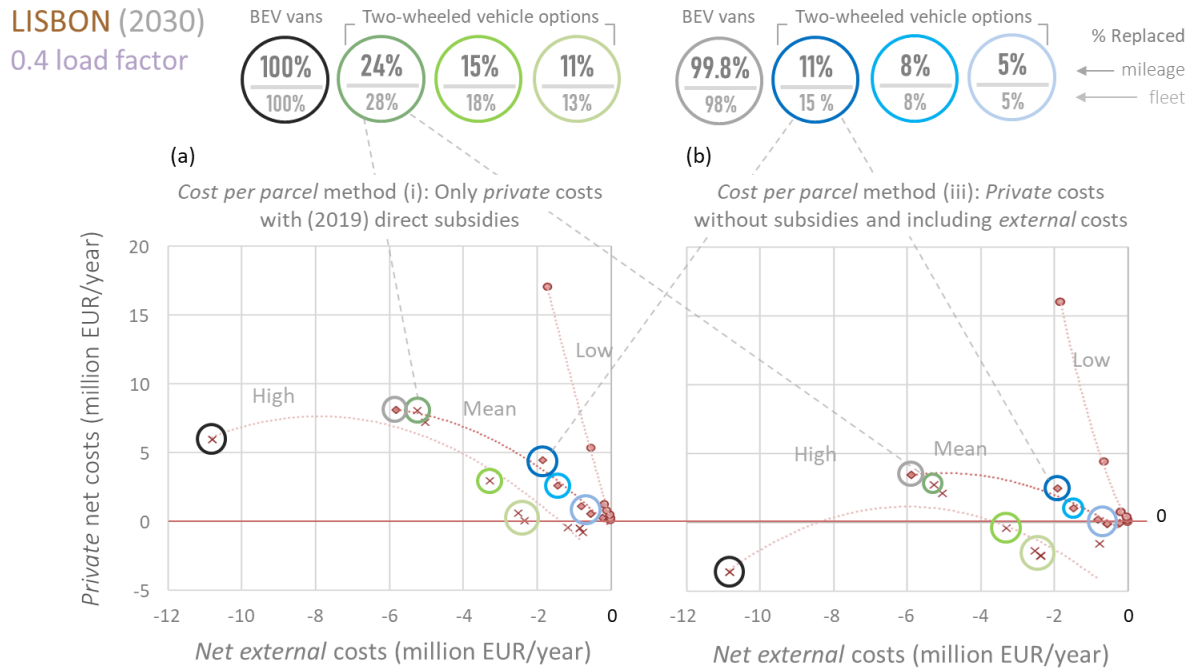 LISBON (2030)
0.4 load factor
BEV vans
Two-wheeled vehicle options
100%
100%
24%
28%
15%
18%
11%
13%
BEV vans
Two-wheeled vehicle options
99.8%
98%
11%
15 %
8%
8%
5%
5%
% Replaced
mileage
fleet
(a)
Cost per parcel method (i): Only private costs
with (2019) direct subsidies
(b)
Cost per parcel method (iii): Private costs
without subsidies and including external costs
Private net costs (million EUR/year)
20
15
10
5
0
-5
High
Mean
Low
-12
-10
-8
-6
-4
-2
0
Net external costs (million EUR/year)
High
Mean
Low
0
-12
-10
-8
-6
-4
-2
0
Net external costs (million EUR/year)